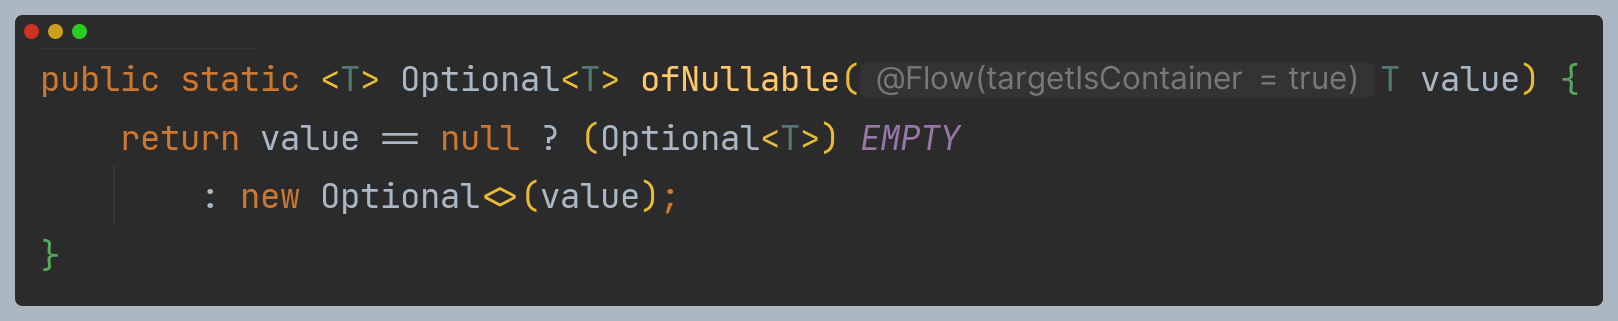 public static <T> Optional<T> ofNullable( @Flow(targetIsContainer = true) T value) {
    return value == null ? (Optional<T>) EMPTY
        : new Optional<>(value);
}